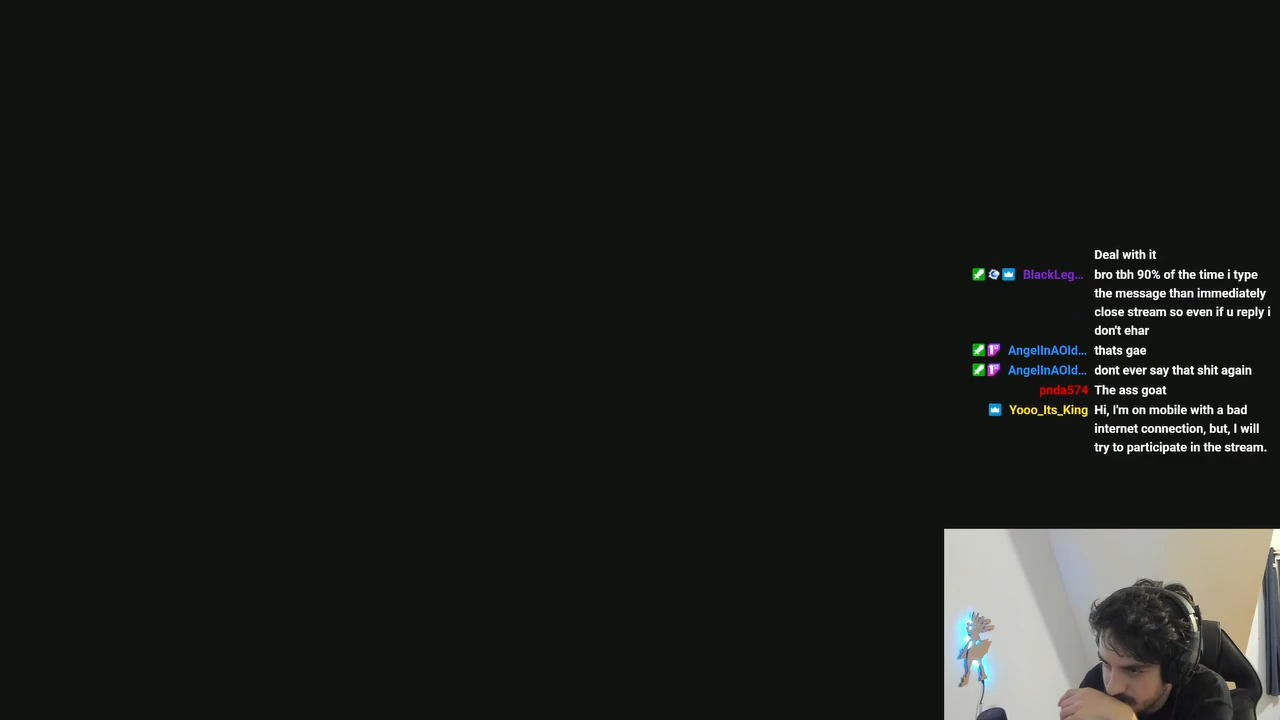 Deal with it
BlackLeg... bro tbh 90% of the time i type
the message than immediately
close stream so even if u reply i
don't ehar
AngelInAOld... thats gae
AngelInAOld... dont ever say that shit again
pnda574 The ass goat
Yooo_Its_King Hi, I'm on mobile with a bad
internet connection, but, I will
try to participate in the stream.